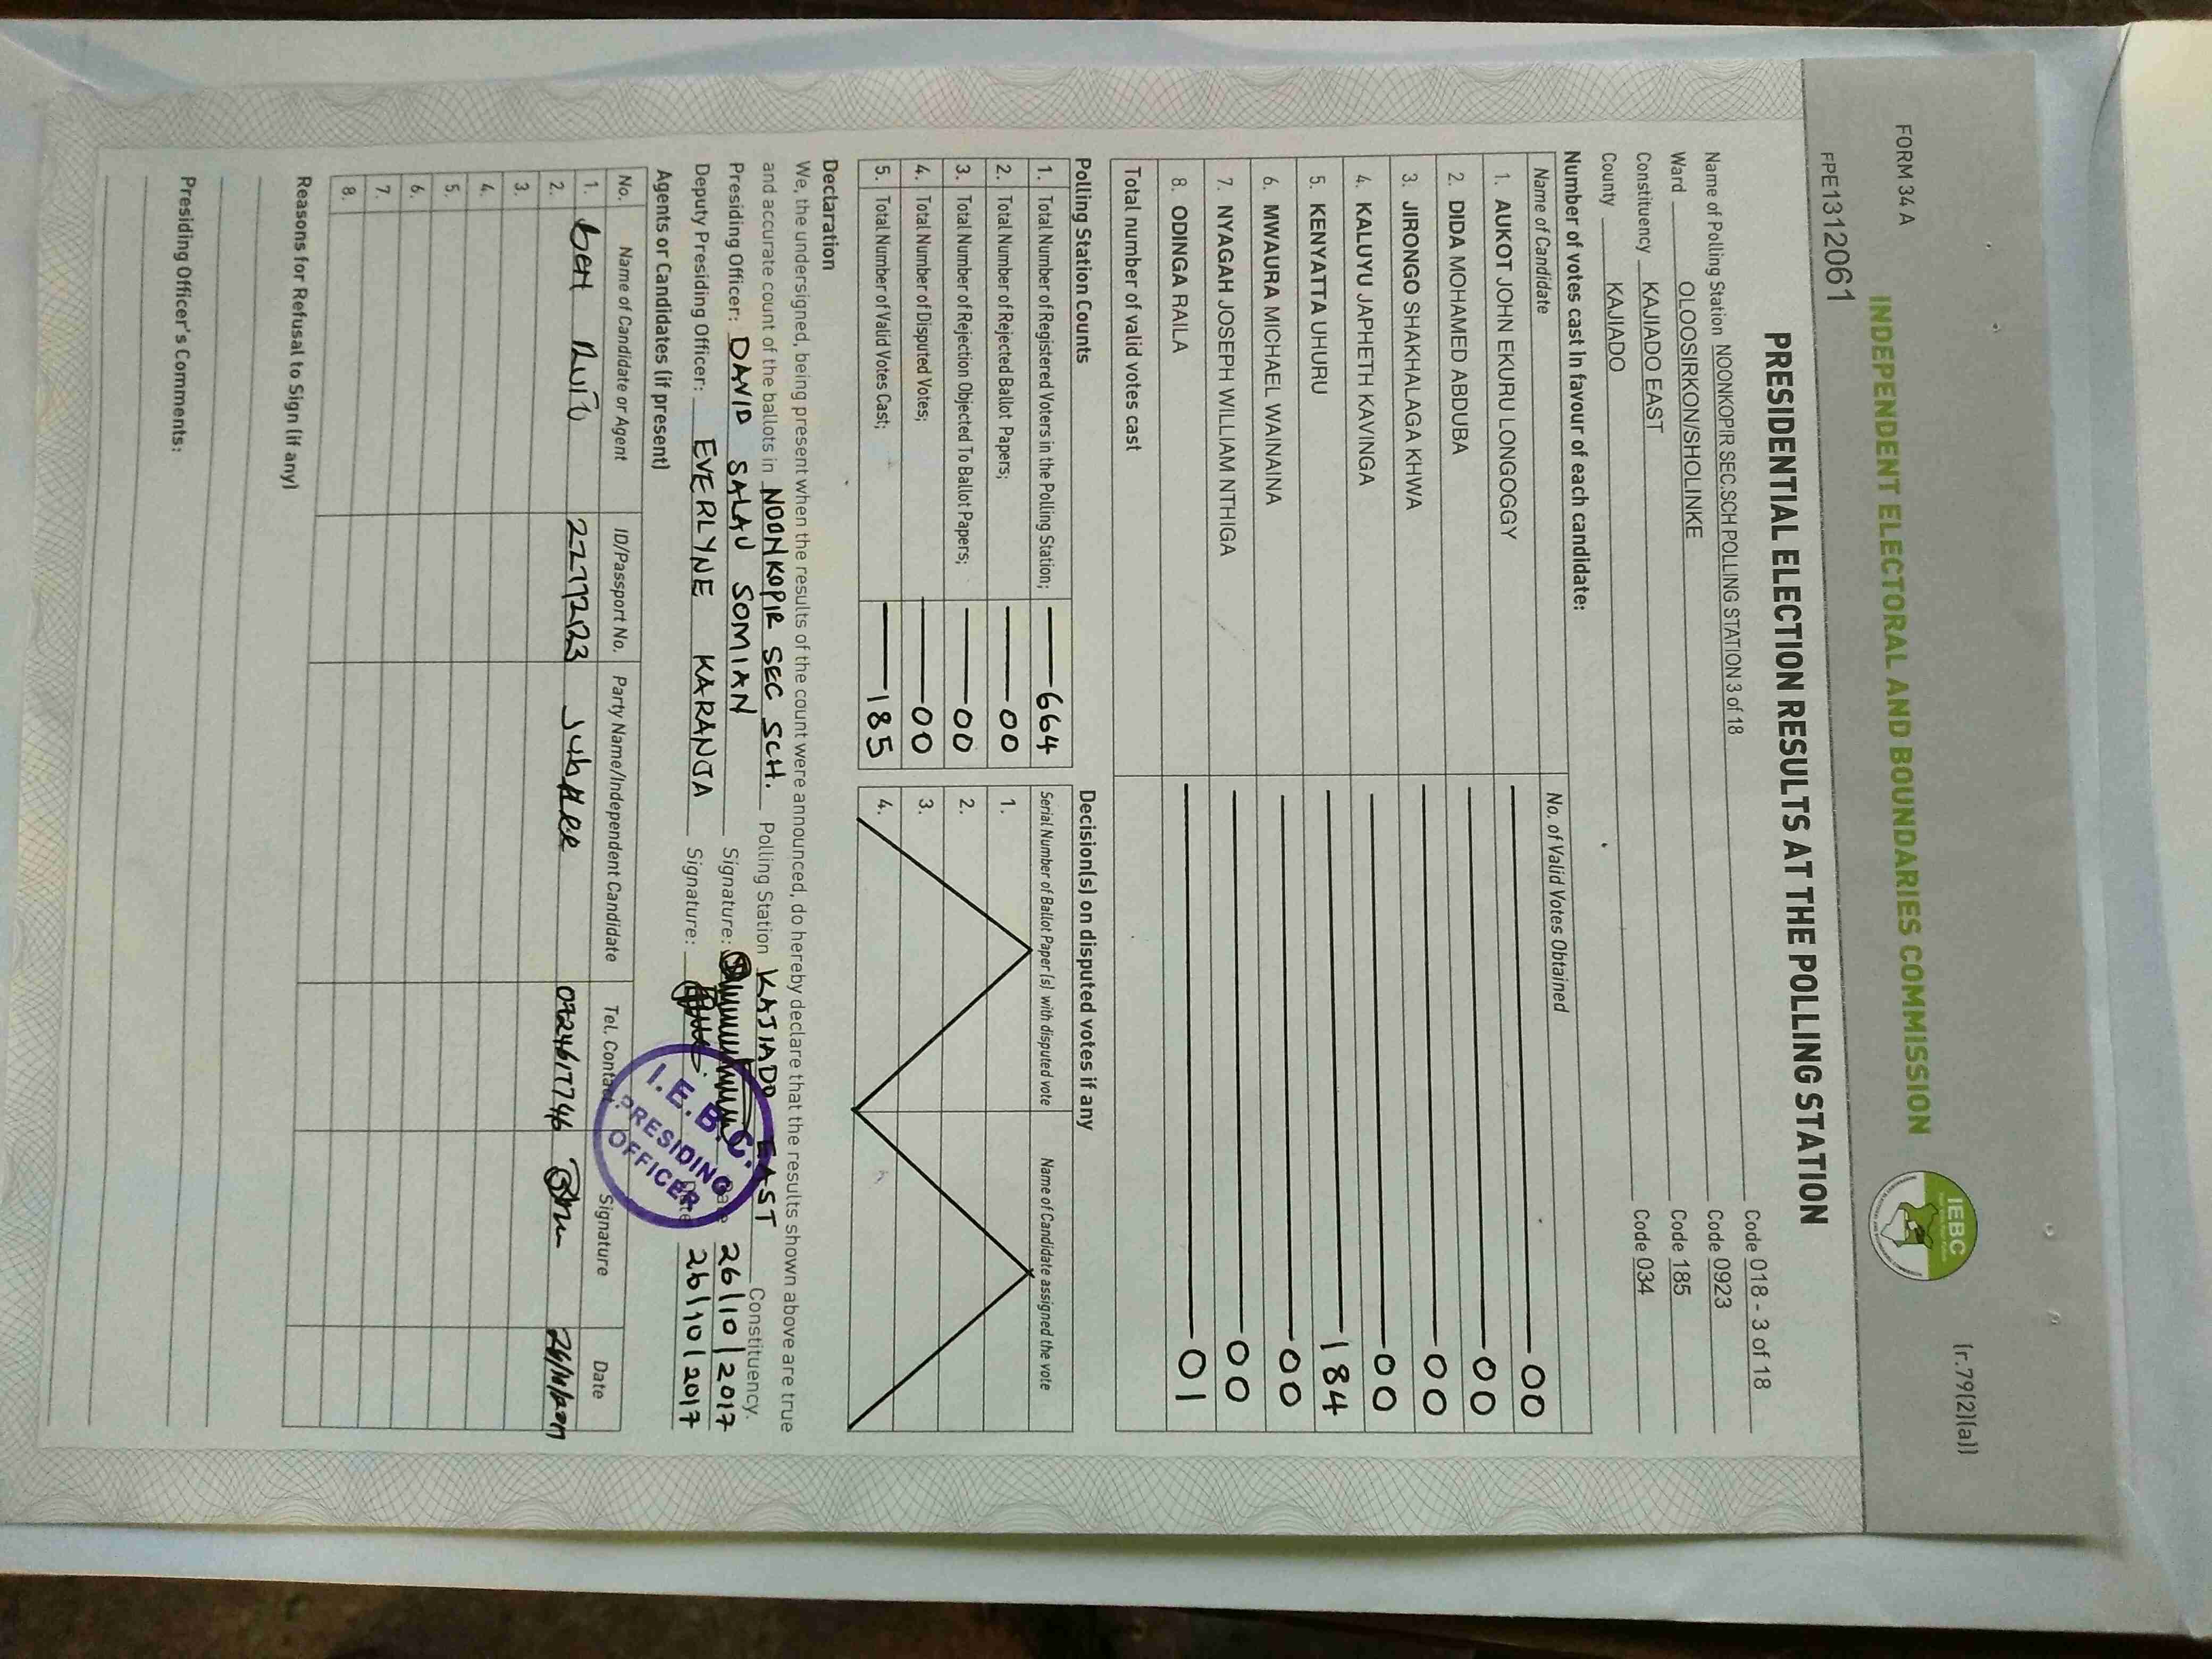 FORM 34 A
(r.79(2)(a))
INDEPENDENT ELECTORAL AND BOUNDARIES COMMISSION
IEBC
FPE1312061
PRESIDENTIAL ELECTION RESULTS AT THE POLLING STATION
Name of Polling Station NOONKOPIR SEC.SCH POLLING STATION 3 of 18 Code 018 - 3 of 18
Ward OLOOSIRKON/SHOLINKE Code 0923
Constituency KAJIADO EAST Code 185
County KAJIADO Code 034
Number of votes cast in favour of each candidate:
Name of Candidate No. of Valid Votes Obtained
1. AUKOT JOHN EKURU LONGOGGY 00
2. DIDA MOHAMED ABDUBA 00
3. JIRONGO SHAKHALAGA KHWA 00
4. KALUYU JAPHETH KAVINGA 00
5. KENYATTA UHURU 184
6. MWAURA MICHAEL WAINAINA 00
7. NYAGAH JOSEPH WILLIAM NTHIGA 00
8. ODINGA RAILA 01
Total number of valid votes cast
Polling Station Counts Decision(s) on disputed votes if any
1. Total Number of Registered Voters in the Polling Station; 664 Serial Number of Ballot Paper (s) with disputed vote Name of Candidate assigned the vote
2. Total Number of Rejected Ballot Papers; 00 1.
3. Total Number of Rejection Objected To Ballot Papers; 00 2.
4. Total Number of Disputed Votes; 00 3.
5. Total Number of Valid Votes Cast; 185 4.
Declaration
We, the undersigned, being present when the results of the count were announced, do hereby declare that the results shown above are true
and accurate count of the ballots in NOONKOPIR SEC SCH. Polling Station KAJIADO EAST Constituency.
Presiding Officer: DAVID SALAU SOMIAN Signature: Date 26/10/2017
Deputy Presiding Officer: EVERLYNE KARANJA Signature: Date 26/10/2017
I.E.B.C.
PRESIDING
OFFICER
Agents or Candidates (if present)
No. Name of Candidate or Agent ID/Passport No. Party Name/Independent Candidate Tel. Contact Signature Date
1. 26/10/2017
2.
3.
4.
5.
6.
7.
8.
Reasons for Refusal to Sign (if any)
Presiding Officer's Comments: